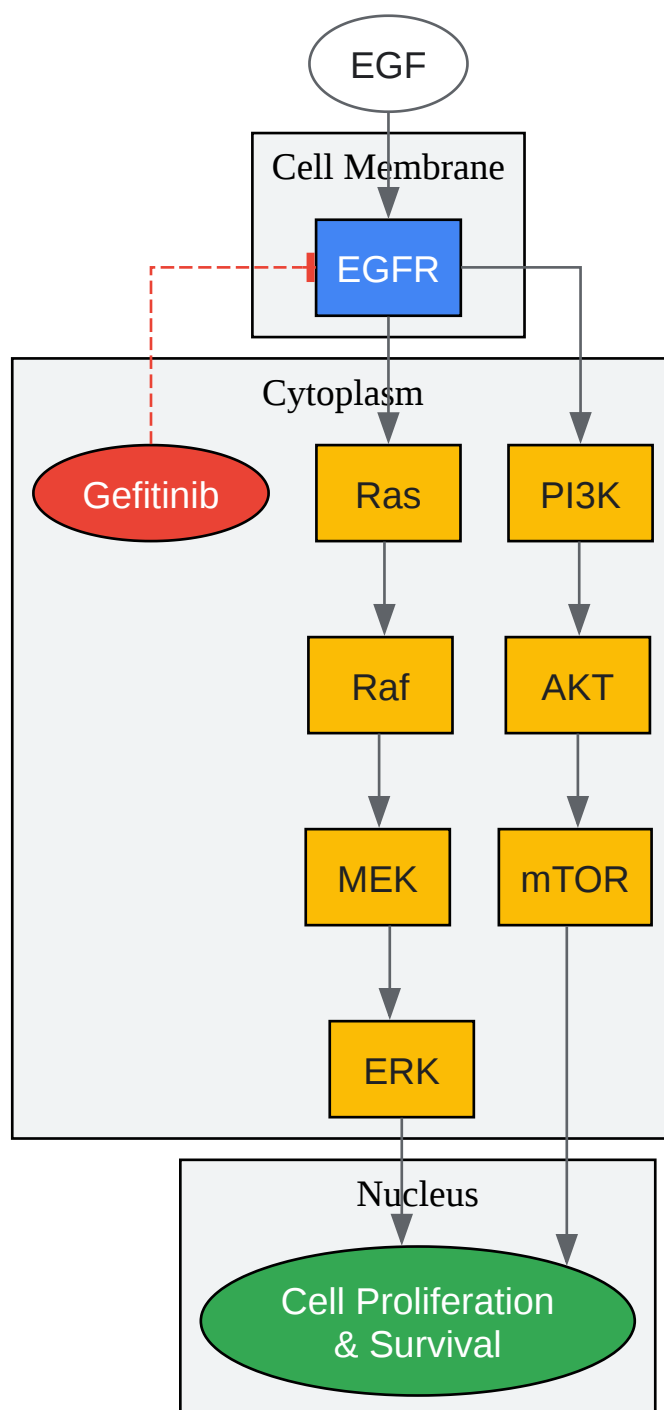 EGF
Cell Membrane
EGFR
Cytoplasm
Gefitinib
Ras
PI3K
Raf
AKT
MEK
mTOR
ERK
Nucleus
Cell Proliferation
& Survival